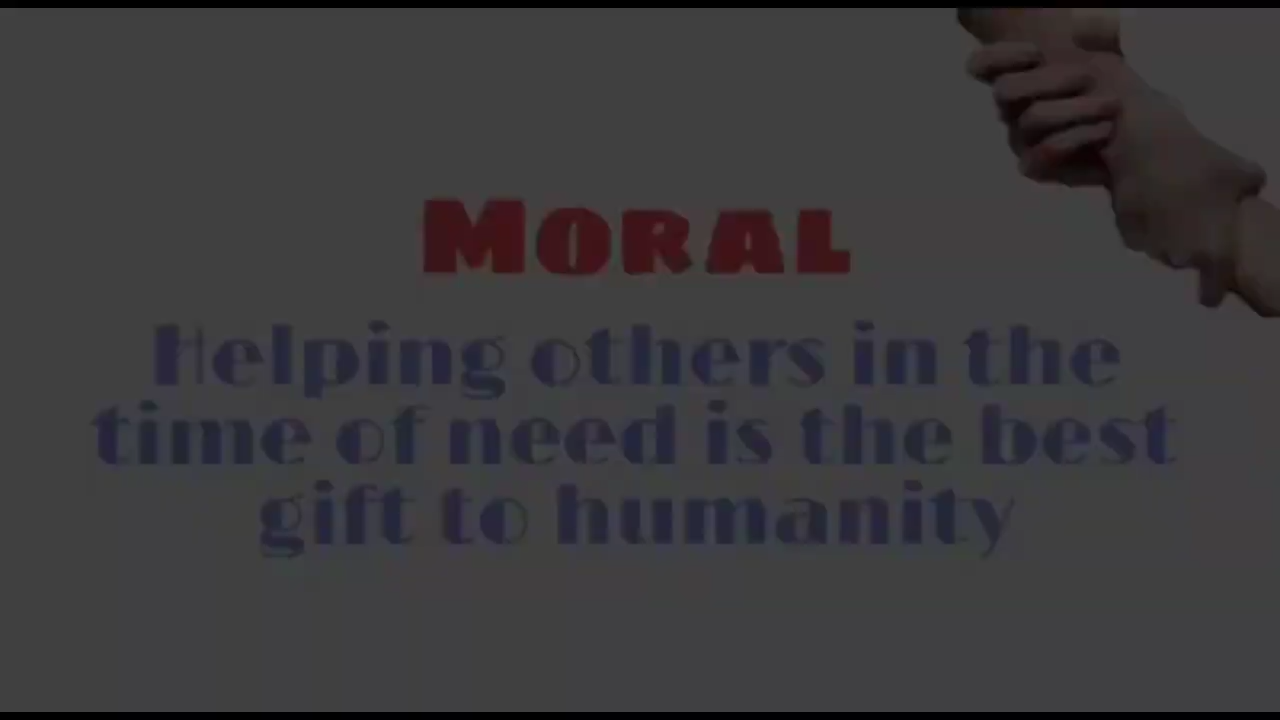 Moral
Helping others in the
time of need is the best
gift to humanity